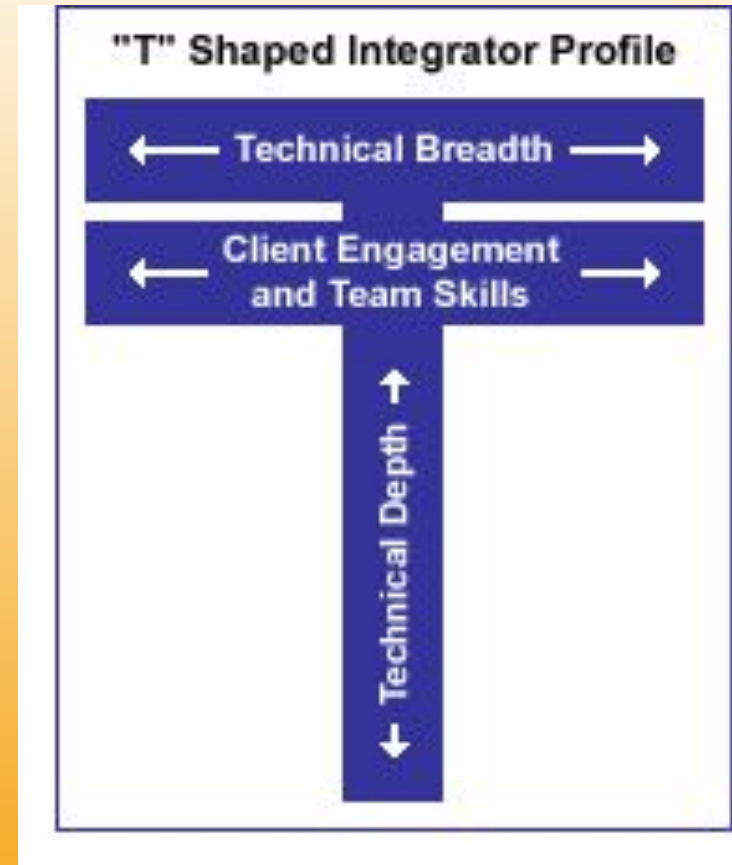 "T" Shaped Integrator Profile
Technical Breadth
Client Engagement
and Team Skills
Technical Depth